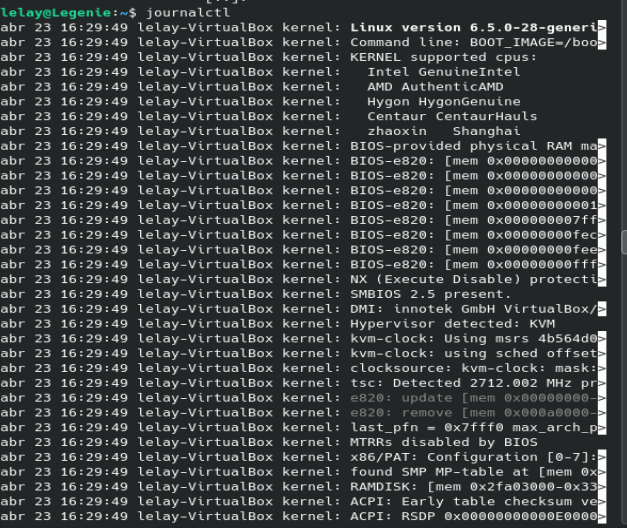 lelay@Legenie:~$ journalctl
abr 23 16:29:49 lelay-VirtualBox kernel: Linux version 6.5.0-28-generi>
abr 23 16:29:49 lelay-VirtualBox kernel: Command line: BOOT_IMAGE=/boo>
abr 23 16:29:49 lelay-VirtualBox kernel: KERNEL supported cpus:
abr 23 16:29:49 lelay-VirtualBox kernel:   Intel GenuineIntel
abr 23 16:29:49 lelay-VirtualBox kernel:   AMD AuthenticAMD
abr 23 16:29:49 lelay-VirtualBox kernel:   Hygon HygonGenuine
abr 23 16:29:49 lelay-VirtualBox kernel:   Centaur CentaurHauls
abr 23 16:29:49 lelay-VirtualBox kernel:   zhaoxin   Shanghai
abr 23 16:29:49 lelay-VirtualBox kernel: BIOS-provided physical RAM ma>
abr 23 16:29:49 lelay-VirtualBox kernel: BIOS-e820: [mem 0x00000000000>
abr 23 16:29:49 lelay-VirtualBox kernel: BIOS-e820: [mem 0x00000000000>
abr 23 16:29:49 lelay-VirtualBox kernel: BIOS-e820: [mem 0x00000000000>
abr 23 16:29:49 lelay-VirtualBox kernel: BIOS-e820: [mem 0x00000000001>
abr 23 16:29:49 lelay-VirtualBox kernel: BIOS-e820: [mem 0x000000007ff>
abr 23 16:29:49 lelay-VirtualBox kernel: BIOS-e820: [mem 0x00000000fec>
abr 23 16:29:49 lelay-VirtualBox kernel: BIOS-e820: [mem 0x00000000fee>
abr 23 16:29:49 lelay-VirtualBox kernel: BIOS-e820: [mem 0x00000000fff>
abr 23 16:29:49 lelay-VirtualBox kernel: NX (Execute Disable) protecti>
abr 23 16:29:49 lelay-VirtualBox kernel: SMBIOS 2.5 present.
abr 23 16:29:49 lelay-VirtualBox kernel: DMI: innotek GmbH VirtualBox/>
abr 23 16:29:49 lelay-VirtualBox kernel: Hypervisor detected: KVM
abr 23 16:29:49 lelay-VirtualBox kernel: kvm-clock: Using msrs 4b564d0>
abr 23 16:29:49 lelay-VirtualBox kernel: kvm-clock: using sched offset>
abr 23 16:29:49 lelay-VirtualBox kernel: clocksource: kvm-clock: mask:>
abr 23 16:29:49 lelay-VirtualBox kernel: tsc: Detected 2712.002 MHz pr>
abr 23 16:29:49 lelay-VirtualBox kernel: e820: update [mem 0x00000000->
abr 23 16:29:49 lelay-VirtualBox kernel: e820: remove [mem 0x000a0000->
abr 23 16:29:49 lelay-VirtualBox kernel: last_pfn = 0x7fff0 max_arch_p>
abr 23 16:29:49 lelay-VirtualBox kernel: MTRRs disabled by BIOS
abr 23 16:29:49 lelay-VirtualBox kernel: x86/PAT: Configuration [0-7]:>
abr 23 16:29:49 lelay-VirtualBox kernel: found SMP MP-table at [mem 0x>
abr 23 16:29:49 lelay-VirtualBox kernel: RAMDISK: [mem 0x2fa03000-0x33>
abr 23 16:29:49 lelay-VirtualBox kernel: ACPI: Early table checksum ve>
abr 23 16:29:49 lelay-VirtualBox kernel: ACPI: RSDP 0x00000000000E0000>